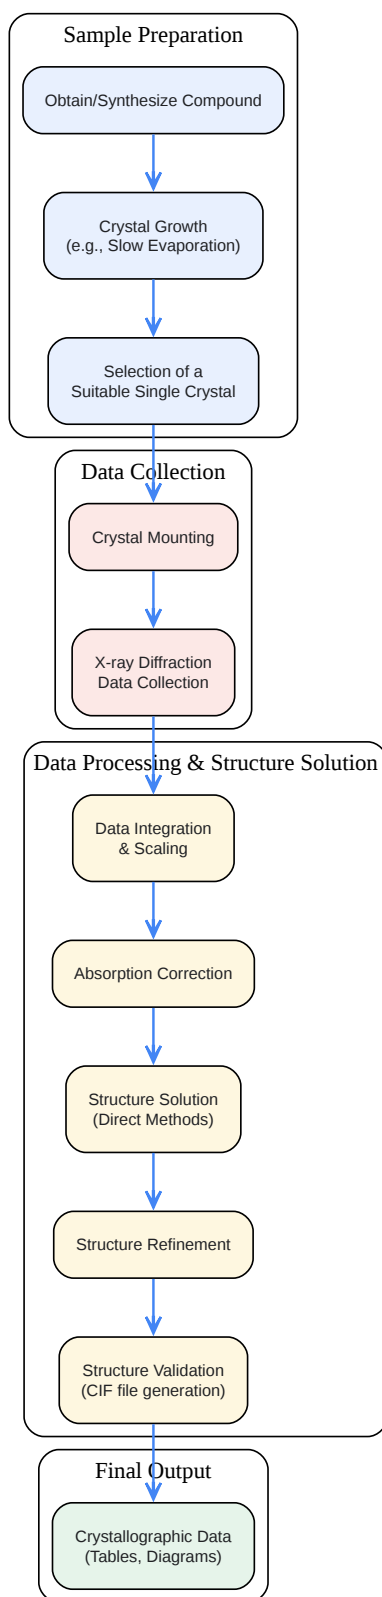 Sample Preparation
Obtain/Synthesize Compound
Crystal Growth
(e.g., Slow Evaporation)
Selection of a
Suitable Single Crystal
Data Collection
Crystal Mounting
X-ray Diffraction
Data Collection
Data Processing & Structure Solution
Data Integration
& Scaling
Absorption Correction
Structure Solution
(Direct Methods)
Structure Refinement
Structure Validation
(CIF file generation)
Final Output
Crystallographic Data
(Tables, Diagrams)